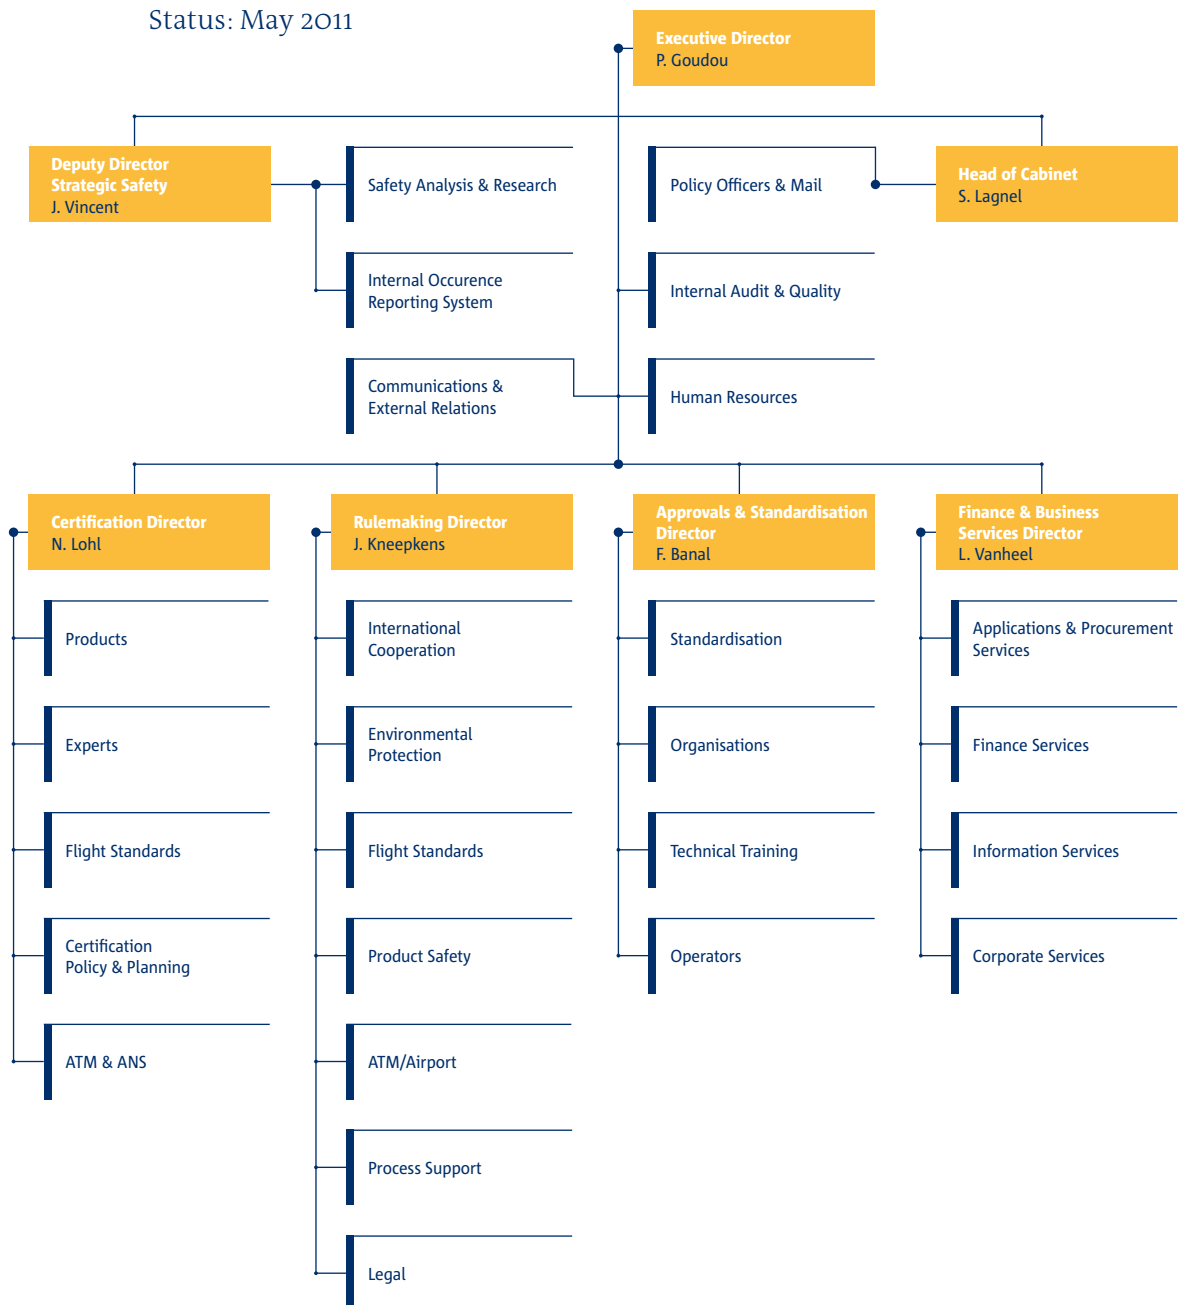 Status: May 2011
Executive Director
P. Goudou
Deputy Director
Strategic Safety
J. Vincent
Safety Analysis & Research
Policy Officers & Mail
Head of Cabinet
S. Lagnel
Internal Occurence
Reporting System
Internal Audit & Quality
Communications &
External Relations
Human Resources
Certification Director
N. Lohl
Rulemaking Director
J. Kneepkens
Approvals & Standardisation
Director
F. Banal
Finance & Business
Services Director
L. Vanheel
Products
Experts
Flight Standards
Certification
Policy & Planning
ATM & ANS
International
Cooperation
Environmental
Protection
Flight Standards
Product Safety
ATM/Airport
Process Support
Legal
Standardisation
Organisations
Technical Training
Operators
Applications & Procurement
Services
Finance Services
Information Services
Corporate Services